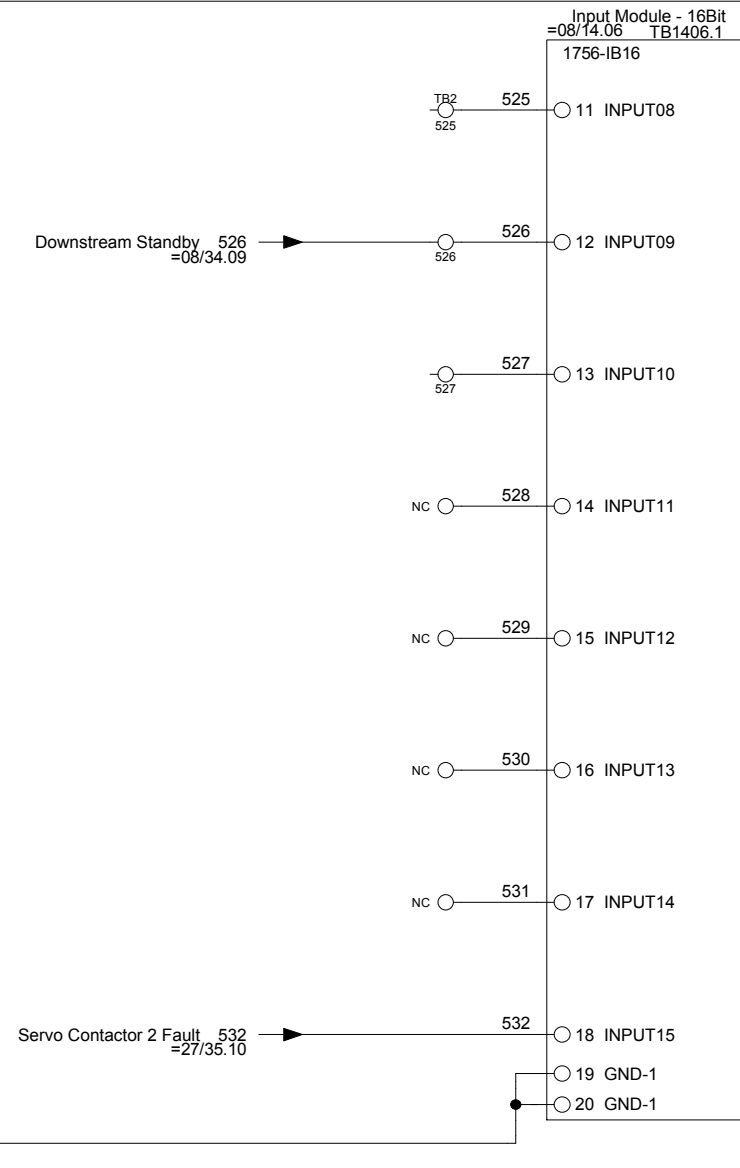 Input Module - 16Bit
=08/14.06 TB1406.1
1756-IB16
TB2 525 11 INPUT08
525
Downstream Standby 526 526 12 INPUT09
=08/34.09 526
527 13 INPUT10
527
NC 528 14 INPUT11
NC 529 15 INPUT12
NC 530 16 INPUT13
NC 531 17 INPUT14
Servo Contactor 2 Fault 532 532 18 INPUT15
=27/35.10
19 GND-1
20 GND-1